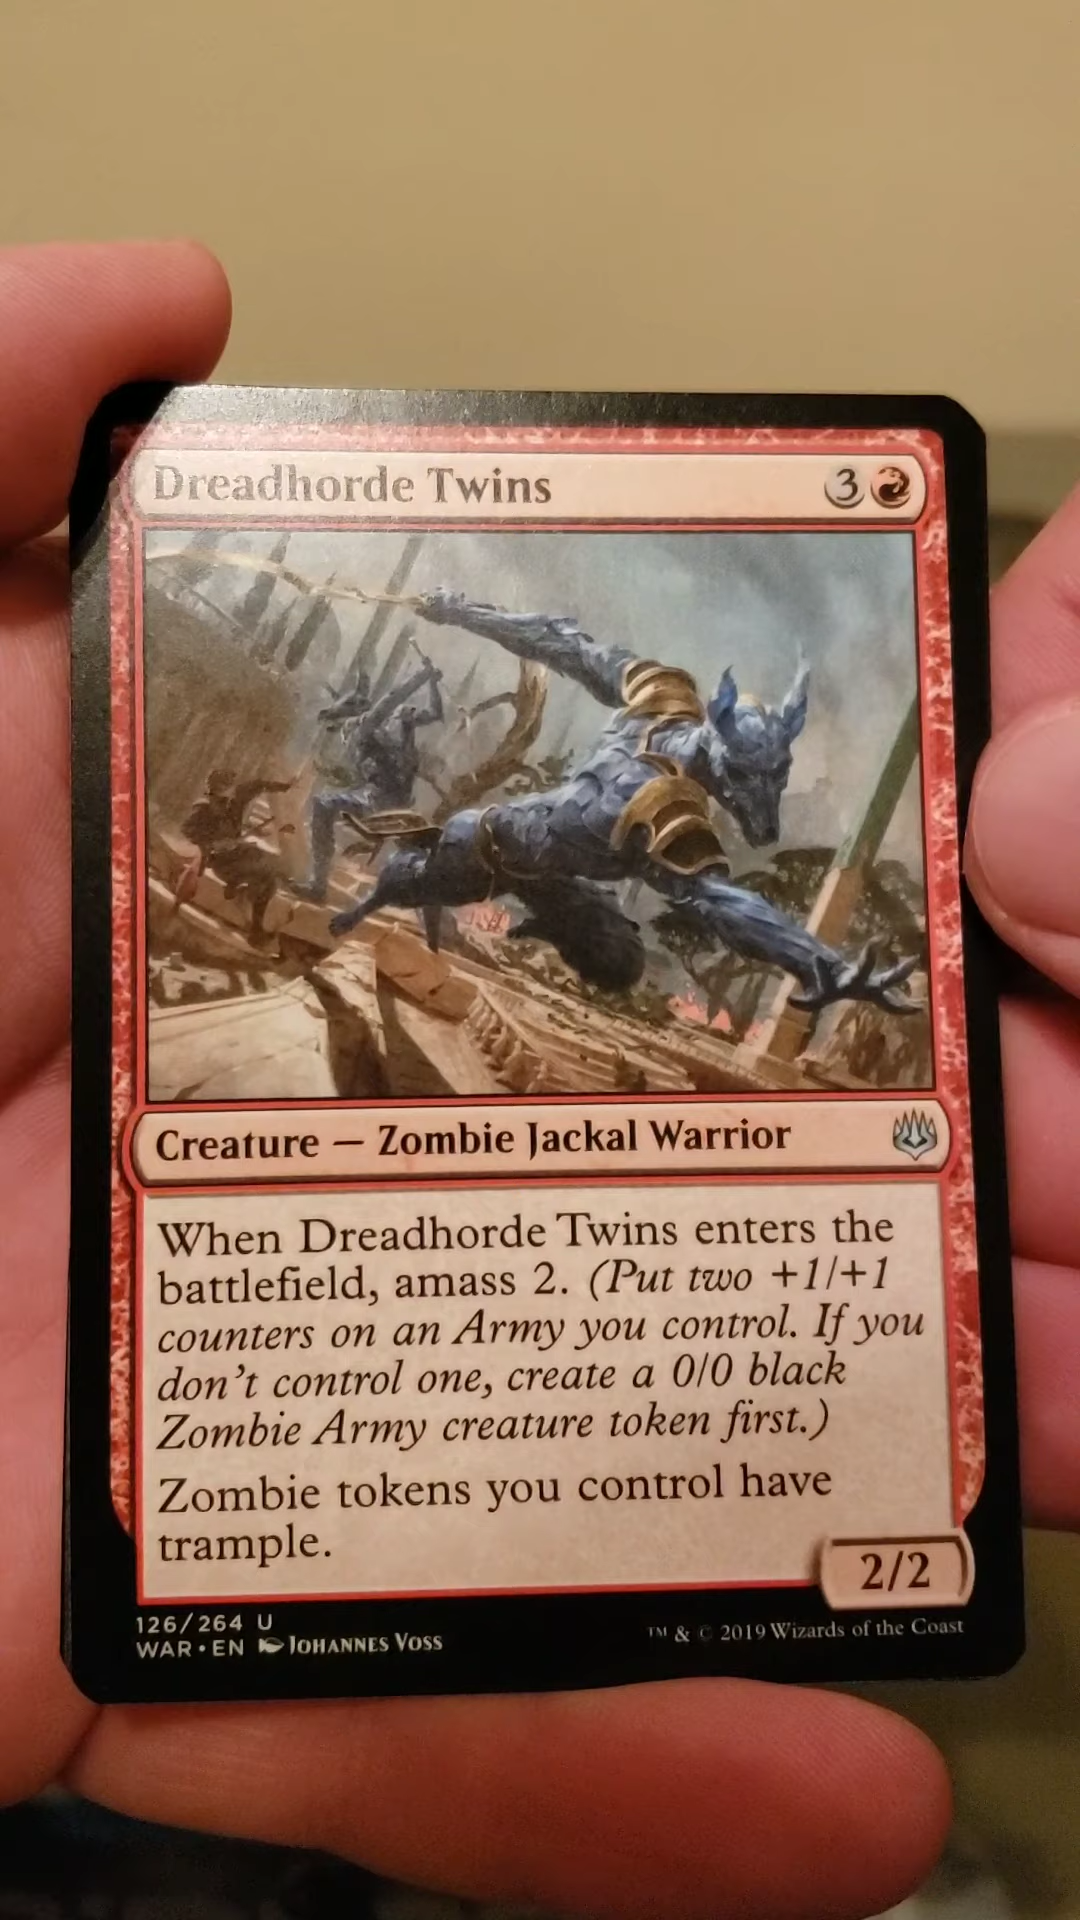 Dreadhorde Twins 3
Creature — Zombie Jackal Warrior
When Dreadhorde Twins enters the
battlefield, amass 2. (Put two +1/+1
counters on an Army you control. If you
don't control one, create a 0/0 black
Zombie Army creature token first.)
Zombie tokens you control have
trample.
2/2
126/264 U
WAR • EN Johannes Voss
™ & © 2019 Wizards of the Coast